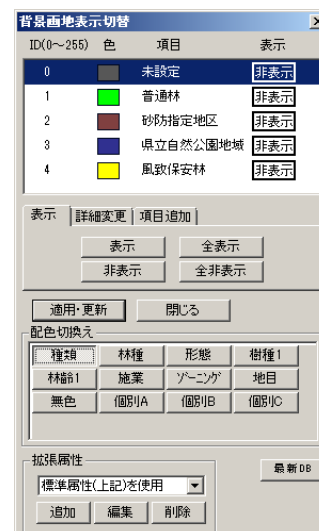 背景画地表示切替
ID(0～255) 色 項目 表示
0 未設定 非表示
1 普通林 非表示
2 砂防指定地区 非表示
3 県立自然公園地域 非表示
4 風致保安林 非表示
表示 詳細変更 項目追加
表示 全表示
非表示 全非表示
適用・更新 閉じる
配色切換え
種類 林種 形態 樹種1
林齢1 施業 ゾーニング 地目
無色 個別A 個別B 個別C
拡張属性
最新DB
標準属性(上記)を使用
追加 編集 削除